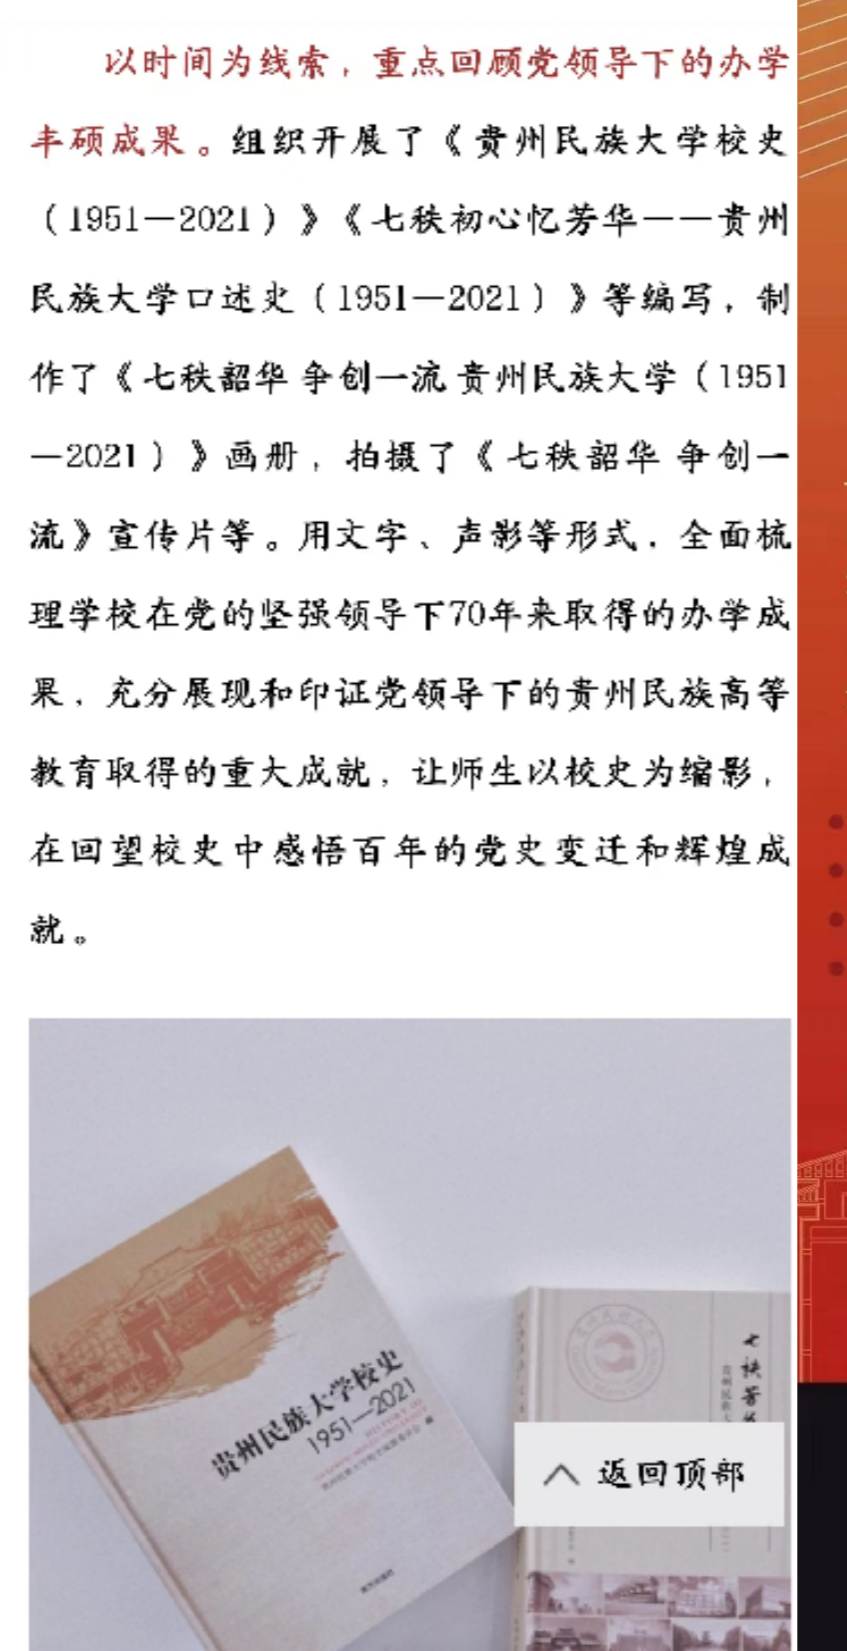 以时间为线索，重点回顾党领导下的办学
丰硕成果。组织开展了《贵州民族大学校史
（1951—2021）》《七秩初心忆芳华——贵州
民族大学口述史（1951—2021）》等编写，制
作了《七秩韶华 争创一流 贵州民族大学（1951
—2021）》画册，拍摄了《七秩韶华 争创一
流》宣传片等。用文字、声影等形式，全面梳
理学校在党的坚强领导下70年来取得的办学成
果，充分展现和印证党领导下的贵州民族高等
教育取得的重大成就，让师生以校史为缩影，
在回望校史中感悟百年的党史变迁和辉煌成
就。
贵州民族大学校史
1951—2021
七秩芳
贵州民族大
返回顶部